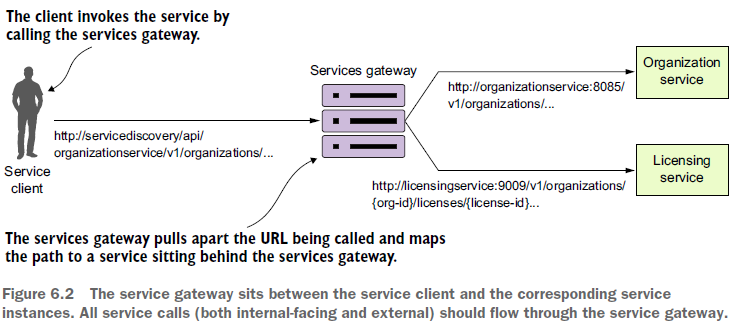 The client invokes the service by
calling the services gateway.
Services gateway
Organization
service
http://organizationservice:8085/
v1/organizations/...
http://servicediscovery/api/
organizationservice/v1/organizations/...
Service
client
Licensing
service
http://licensingservice:9009/v1/organizations/
{org-id}/licenses/{license-id}...
The services gateway pulls apart the URL being called and maps
the path to a service sitting behind the services gateway.
Figure 6.2 The service gateway sits between the service client and the corresponding service
instances. All service calls (both internal-facing and external) should flow through the service gateway.